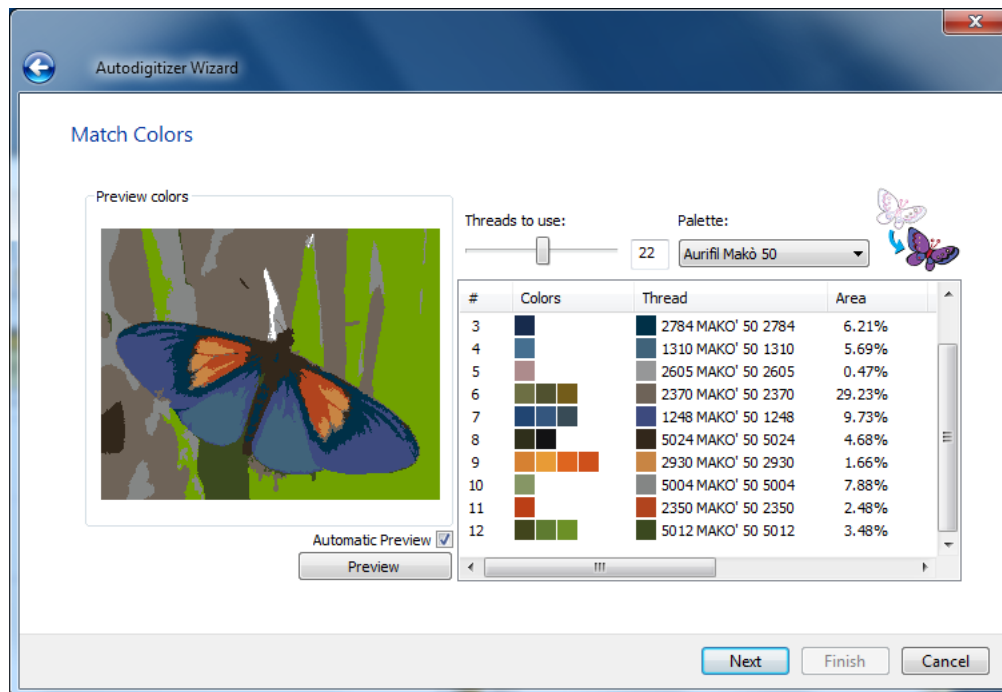 Autodigitizer Wizard
Match Colors
Preview colors
Threads to use:
Palette:
22
Aurifil Makò 50
# Colors Thread Area
3 2784 MAKO' 50 2784 6.21%
4 1310 MAKO' 50 1310 5.69%
5 2605 MAKO' 50 2605 0.47%
6 2370 MAKO' 50 2370 29.23%
7 1248 MAKO' 50 1248 9.73%
8 5024 MAKO' 50 5024 4.68%
9 2930 MAKO' 50 2930 1.66%
10 5004 MAKO' 50 5004 7.88%
11 2350 MAKO' 50 2350 2.48%
12 5012 MAKO' 50 5012 3.48%
Automatic Preview
Preview
Next Finish Cancel